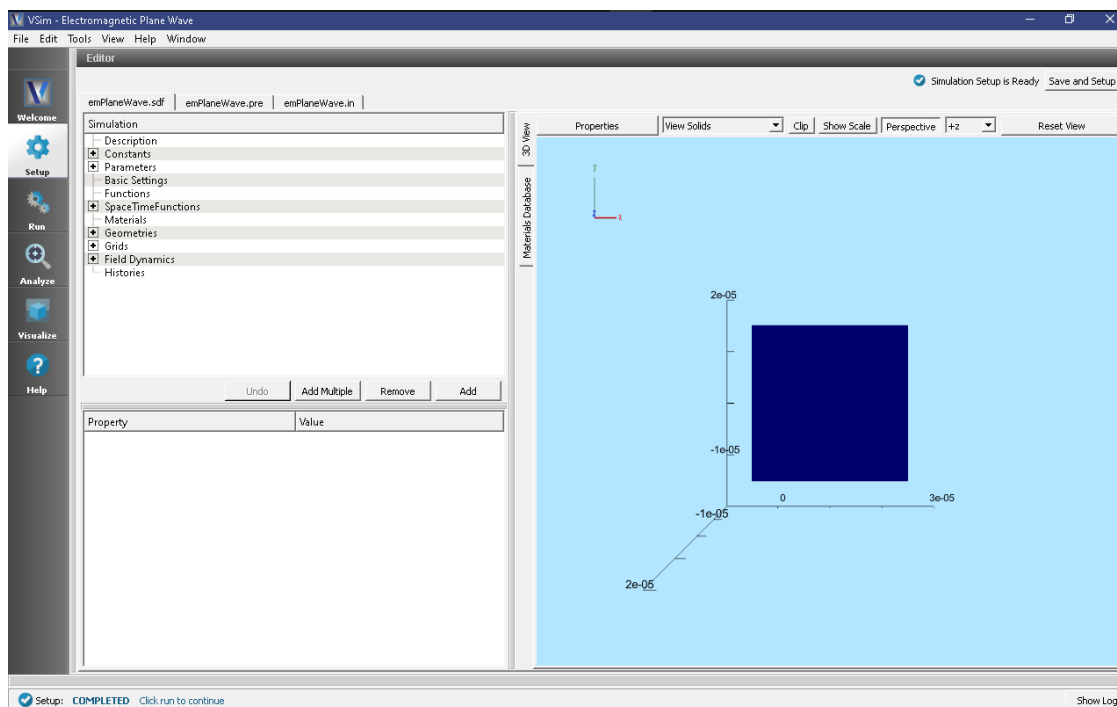 VSim - Electromagnetic Plane Wave
File Edit Tools View Help Window
Editor
Simulation Setup is Ready Save and Setup
emPlaneWave.sdf emPlaneWave.pre emPlaneWave.in
Welcome
Setup
Run
Analyze
Visualize
Help
Simulation
Description
Constants
Parameters
Basic Settings
Functions
SpaceTimeFunctions
Materials
Geometries
Grids
Field Dynamics
Histories
Undo Add Multiple Remove Add
Property Value
3D View
Materials Database
Properties View Solids Clip Show Scale Perspective +z Reset View
y
z x
2e-05
-1e-05
0 3e-05
-1e-05
2e-05
Setup: COMPLETED Click run to continue
Show Log